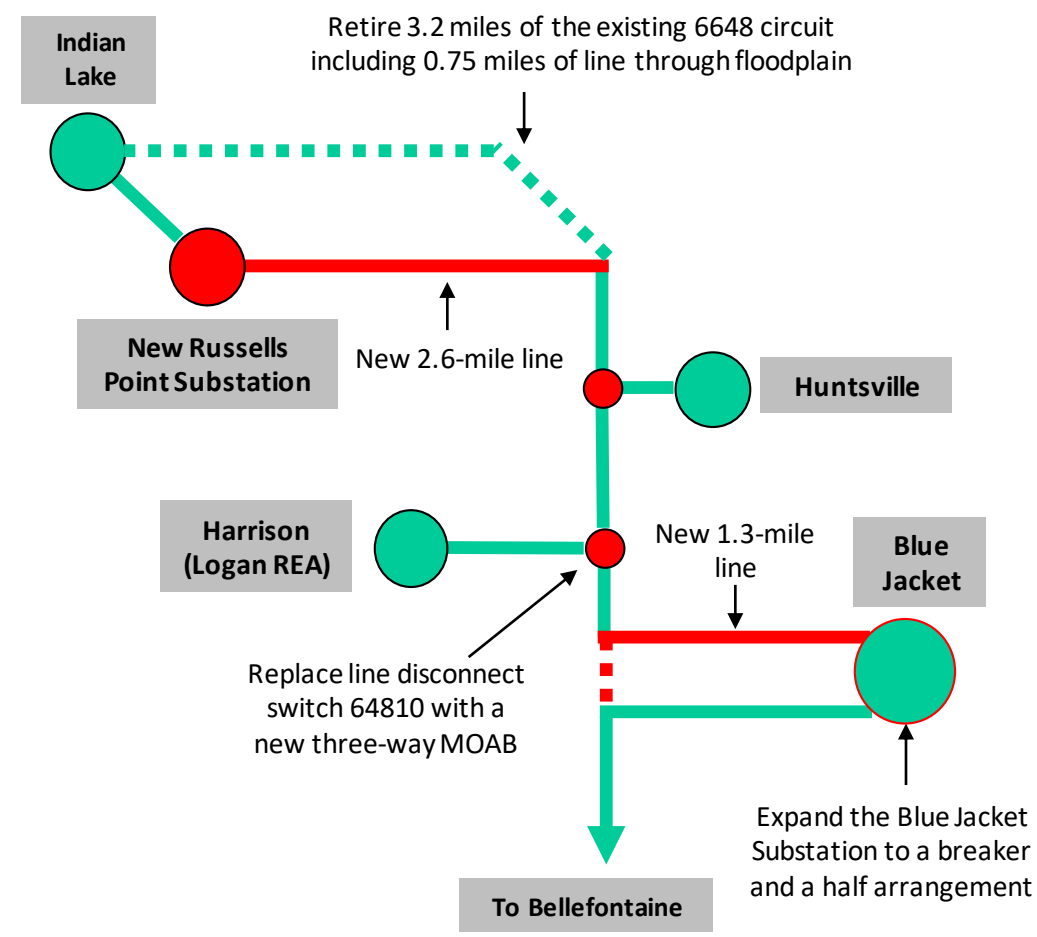 Retire 3.2 miles of the existing 6648 circuit
including 0.75 miles of line through floodplain
Indian
Lake
New Russells
Point Substation
New 2.6-mile line
Huntsville
Harrison
(Logan REA)
New 1.3-mile
line
Blue
Jacket
Replace line disconnect
switch 64810 with a
new three-way MOAB
Expand the Blue Jacket
Substation to a breaker
and a half arrangement
To Bellefontaine